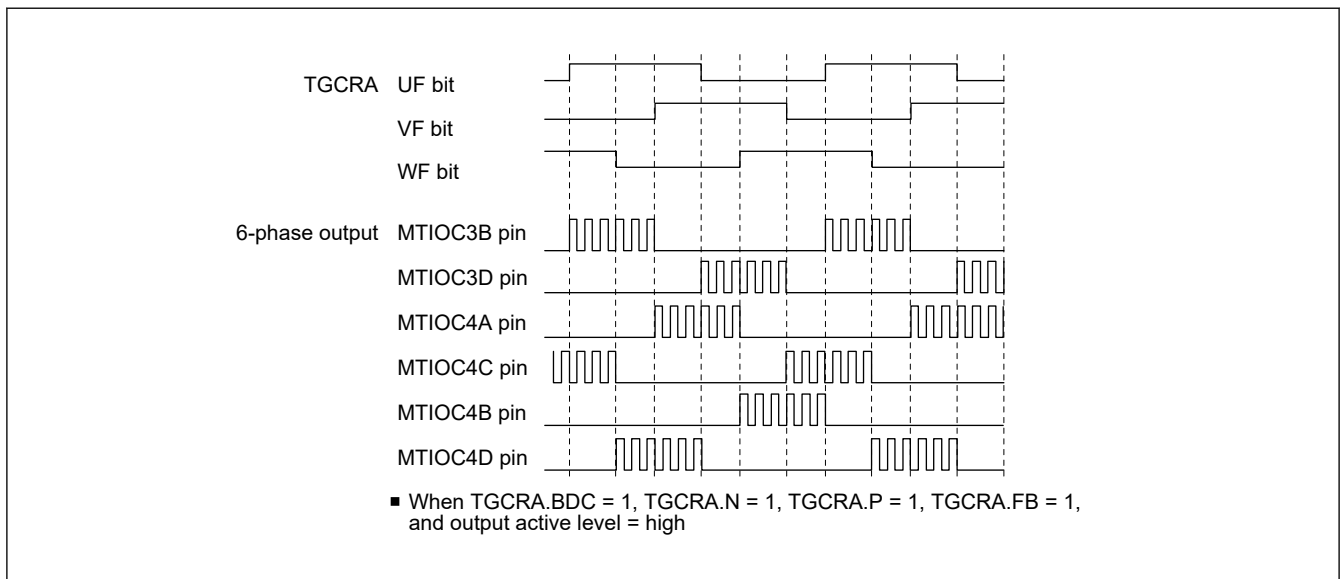 TGCRA UF bit
VF bit
WF bit
6-phase output MTIOC3B pin
MTIOC3D pin
MTIOC4A pin
MTIOC4C pin
MTIOC4B pin
MTIOC4D pin
■ When TGCRA.BDC = 1, TGCRA.N = 1, TGCRA.P = 1, TGCRA.FB = 1,
and output active level = high